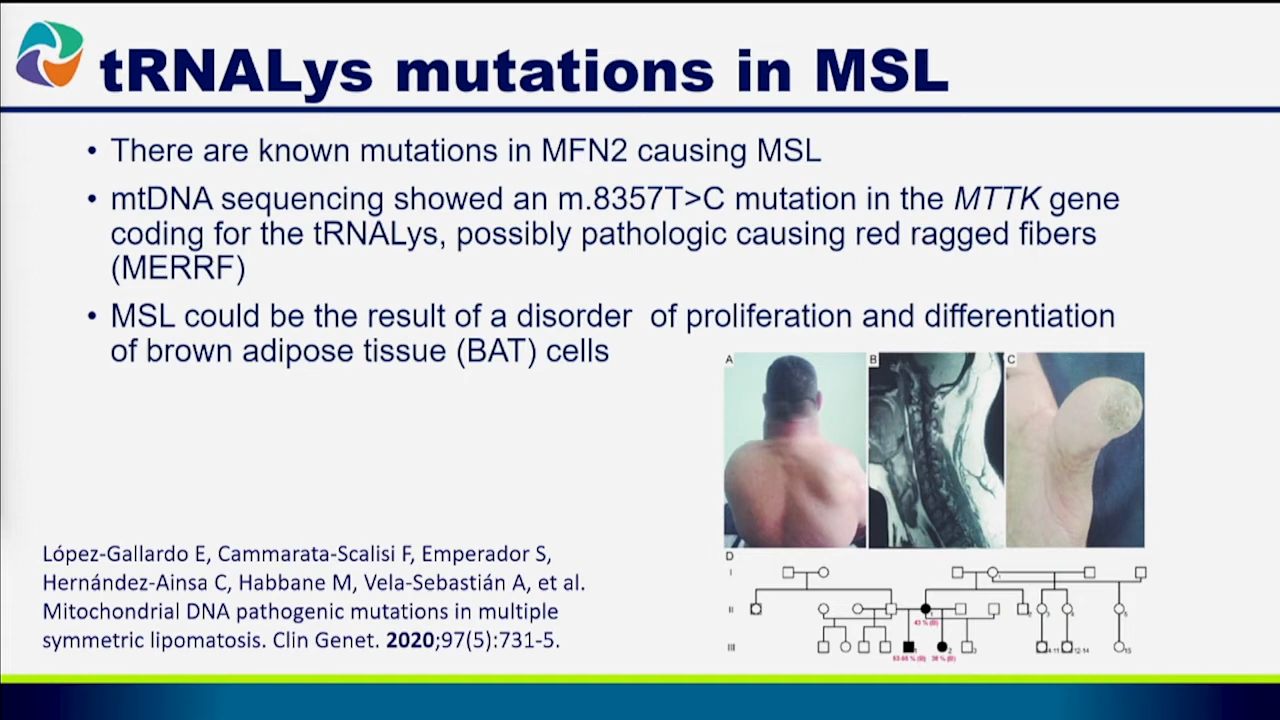 tRNALys mutations in MSL
• There are known mutations in MFN2 causing MSL
• mtDNA sequencing showed an m.8357T>C mutation in the MTTK gene
coding for the tRNALys, possibly pathologic causing red ragged fibers
(MERRF)
• MSL could be the result of a disorder of proliferation and differentiation
of brown adipose tissue (BAT) cells
A B C
D
I
II
43 % (Bl)
III
López-Gallardo E, Cammarata-Scalisi F, Emperador S,
Hernández-Ainsa C, Habbane M, Vela-Sebastián A, et al.
Mitochondrial DNA pathogenic mutations in multiple
symmetric lipomatosis. Clin Genet. 2020;97(5):731-5.